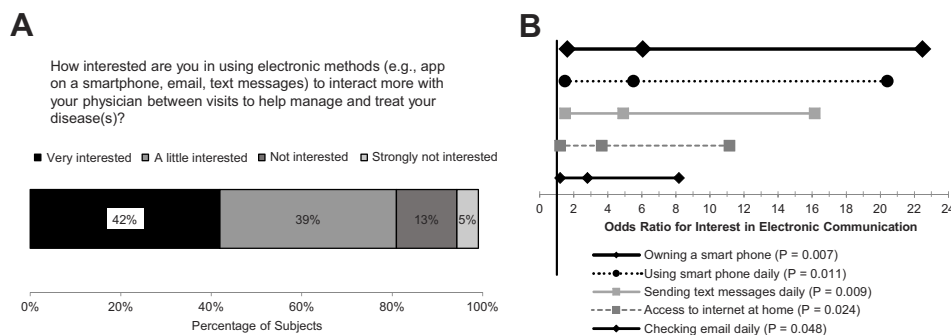 A
How interested are you in using electronic methods (e.g., app
on a smartphone, email, text messages) to interact more with
your physician between visits to help manage and treat your
disease(s)?
Very interested A little interested Not interested Strongly not interested
42% 39% 13% 5%
0% 20% 40% 60% 80% 100%
Percentage of Subjects
B
0 2 4 6 8 10 12 14 16 18 20 22 24
Odds Ratio for Interest in Electronic Communication
Owning a smart phone (P = 0.007)
Using smart phone daily (P = 0.011)
Sending text messages daily (P = 0.009)
Access to internet at home (P = 0.024)
Checking email daily (P = 0.048)